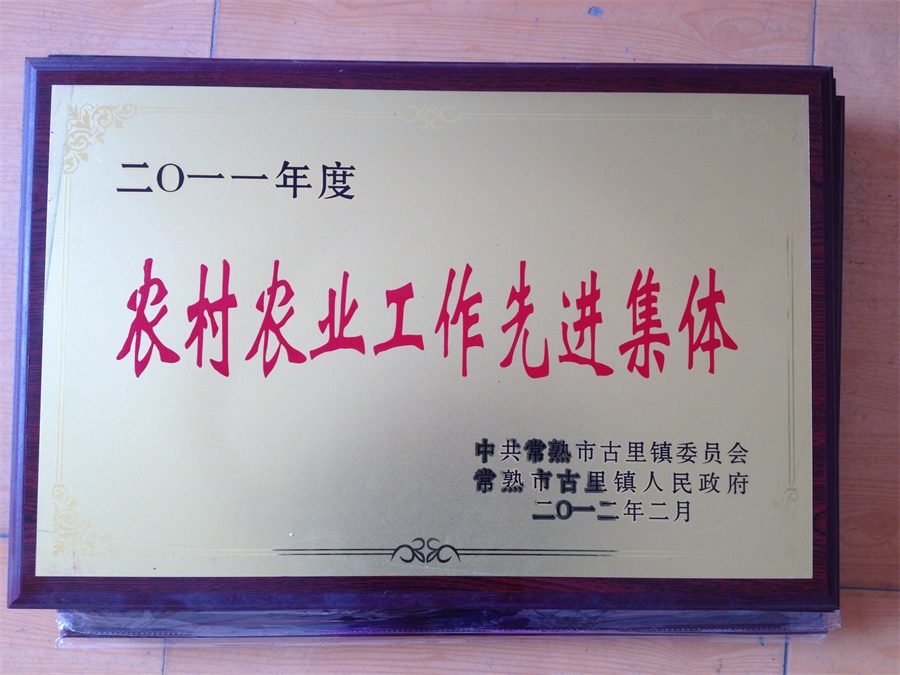 二〇一一年度
农村农业工作先进集体
中共常熟市古里镇委员会
常熟市古里镇人民政府
二〇一二年二月